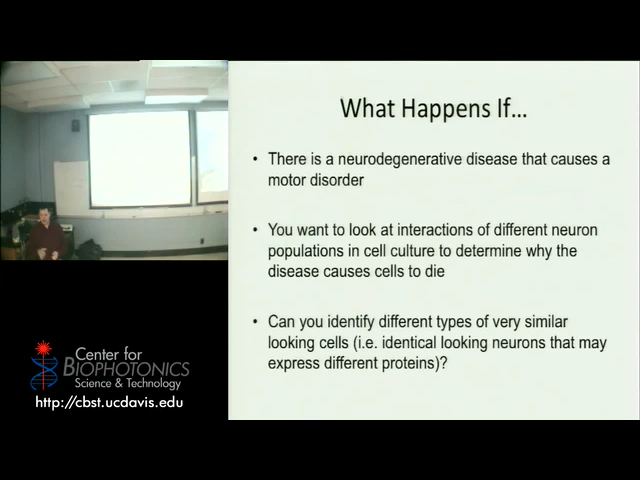 What Happens If...
• There is a neurodegenerative disease that causes a
motor disorder
• You want to look at interactions of different neuron
populations in cell culture to determine why the
disease causes cells to die
• Can you identify different types of very similar
looking cells (i.e. identical looking neurons that may
express different proteins)?
Center for
BIOPHOTONICS
Science & Technology
http://cbst.ucdavis.edu